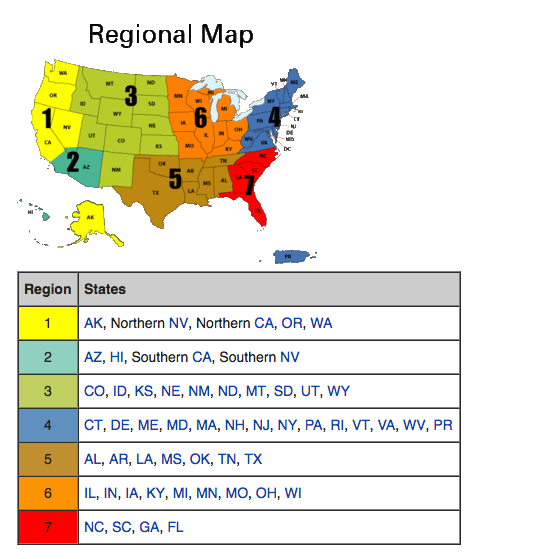 Regional Map
WA
MT
ND
VT
NH
ME
OR
ID
3
SD
MN
WI
MI
NY
MA
1
WY
6
4
RI
CT
NV
NE
IA
PA
NJ
UT
IL
IN
OH
DE
CA
CO
KS
MO
WV
VA
MD
KY
DC
2
AZ
NM
OK
5
AR
TN
NC
SC
TX
LA
MS
AL
GA
7
FL
HI
AK
PR
Region States
1 AK, Northern NV, Northern CA, OR, WA
2 AZ, HI, Southern CA, Southern NV
3 CO, ID, KS, NE, NM, ND, MT, SD, UT, WY
4 CT, DE, ME, MD, MA, NH, NJ, NY, PA, RI, VT, VA, WV, PR
5 AL, AR, LA, MS, OK, TN, TX
6 IL, IN, IA, KY, MI, MN, MO, OH, WI
7 NC, SC, GA, FL